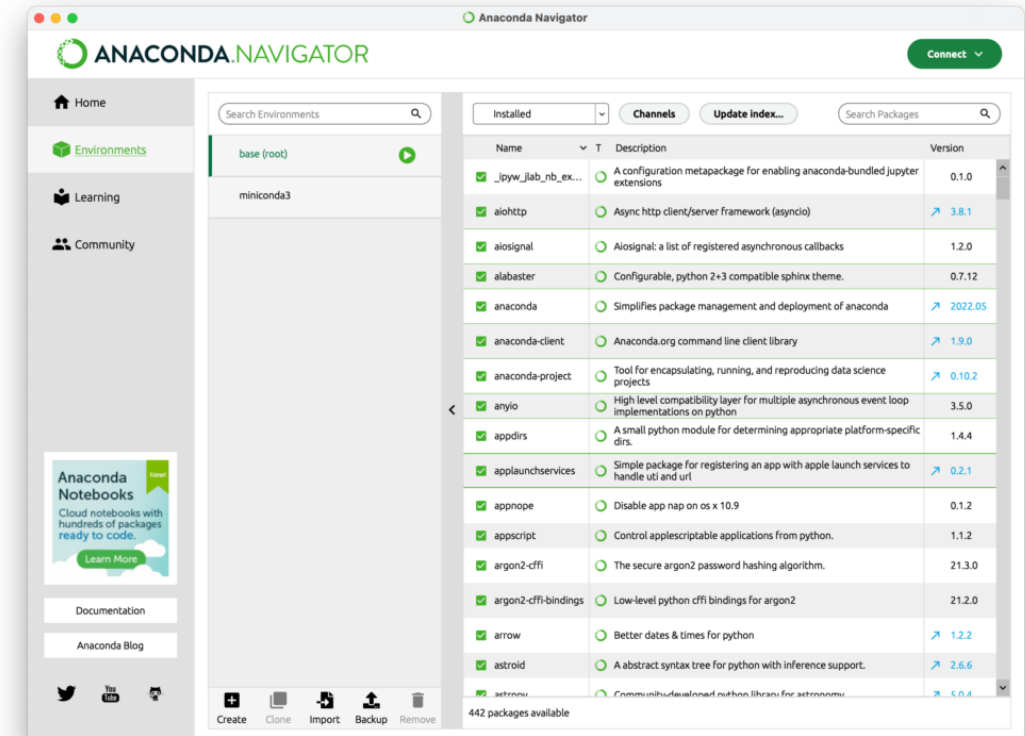 Anaconda Navigator
ANACONDA.NAVIGATOR
Connect
Home
Environments
Learning
Community
Anaconda
Notebooks
New!
Cloud notebooks with
hundreds of packages
ready to code.
Learn More
Documentation
Anaconda Blog
You
Tube
Search Environments
base (root)
miniconda3
Create
Clone
Import
Backup
Remove
Installed
Channels
Update index...
Search Packages
Name T Description Version
_ipyw_jlab_nb_ex... A configuration metapackage for enabling anaconda-bundled jupyter 0.1.0
extensions
aiohttp Async http client/server framework (asyncio) 3.8.1
aiosignal Aiosignal: a list of registered asynchronous callbacks 1.2.0
alabaster Configurable, python 2+3 compatible sphinx theme. 0.7.12
anaconda Simplifies package management and deployment of anaconda 2022.05
anaconda-client Anaconda.org command line client library 1.9.0
anaconda-project Tool for encapsulating, running, and reproducing data science 0.10.2
projects
anyio High level compatibility layer for multiple asynchronous event loop 3.5.0
implementations on python
appdirs A small python module for determining appropriate platform-specific 1.4.4
dirs.
applaunchservices Simple package for registering an app with apple launch services to 0.2.1
handle uti and url
appnope Disable app nap on os x 10.9 0.1.2
appscript Control applescriptable applications from python. 1.1.2
argon2-cffi The secure argon2 password hashing algorithm. 21.3.0
argon2-cffi-bindings Low-level python cffi bindings for argon2 21.2.0
arrow Better dates & times for python 1.2.2
astroid A abstract syntax tree for python with inference support. 2.6.6
astropy Community-developed python library for astronomy 5.0.4
442 packages available